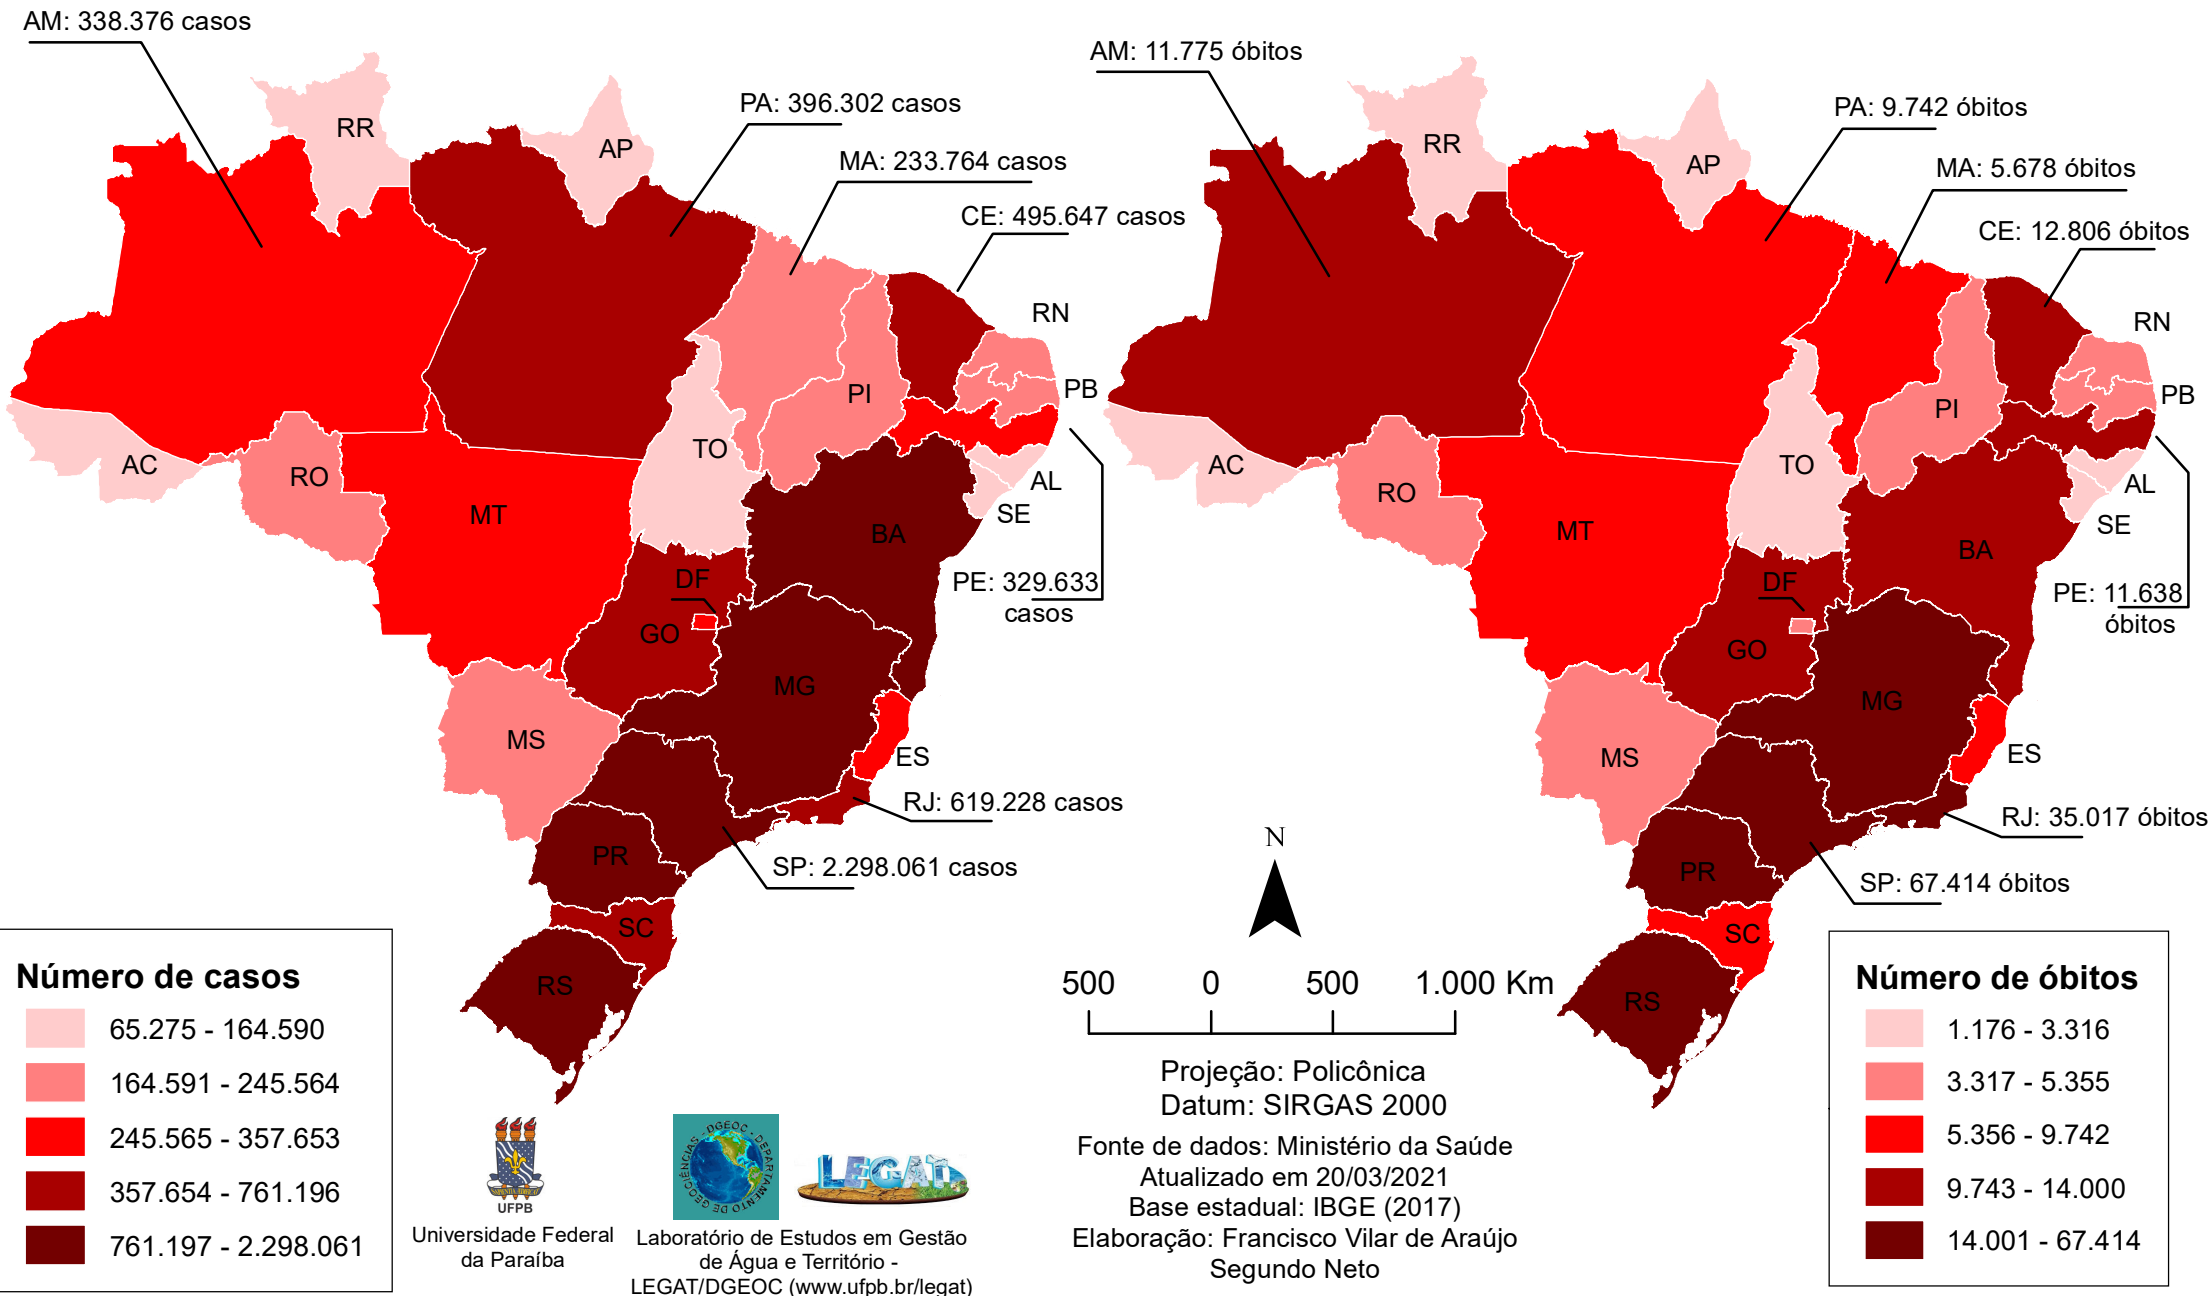 AM: 338.376 casos
RR
AP
PA: 396.302 casos
MA: 233.764 casos
CE: 495.647 casos
RN
PB
PI
TO
AC
RO
MT
AL
SE
BA
PE: 329.633
casos
DF
GO
MG
MS
ES
RJ: 619.228 casos
SP: 2.298.061 casos
PR
SC
RS
Número de casos
65.275 - 164.590
164.591 - 245.564
245.565 - 357.653
357.654 - 761.196
761.197 - 2.298.061
AM: 11.775 óbitos
RR
AP
PA: 9.742 óbitos
MA: 5.678 óbitos
CE: 12.806 óbitos
RN
PB
PI
TO
AC
RO
MT
AL
SE
BA
PE: 11.638
óbitos
DF
GO
MG
MS
ES
RJ: 35.017 óbitos
SP: 67.414 óbitos
PR
SC
RS
Número de óbitos
1.176 - 3.316
3.317 - 5.355
5.356 - 9.742
9.743 - 14.000
14.001 - 67.414
N
500 0 500 1.000 Km
Projeção: Policônica
Datum: SIRGAS 2000
Fonte de dados: Ministério da Saúde
Atualizado em 20/03/2021
Base estadual: IBGE (2017)
Elaboração: Francisco Vilar de Araújo
Segundo Neto
UFPB
Universidade Federal
da Paraíba
DGEOC - DEPARTAMENTO DE GEOCIÊNCIAS -
LEGAT
Laboratório de Estudos em Gestão
de Água e Território -
LEGAT/DGEOC (www.ufpb.br/legat)